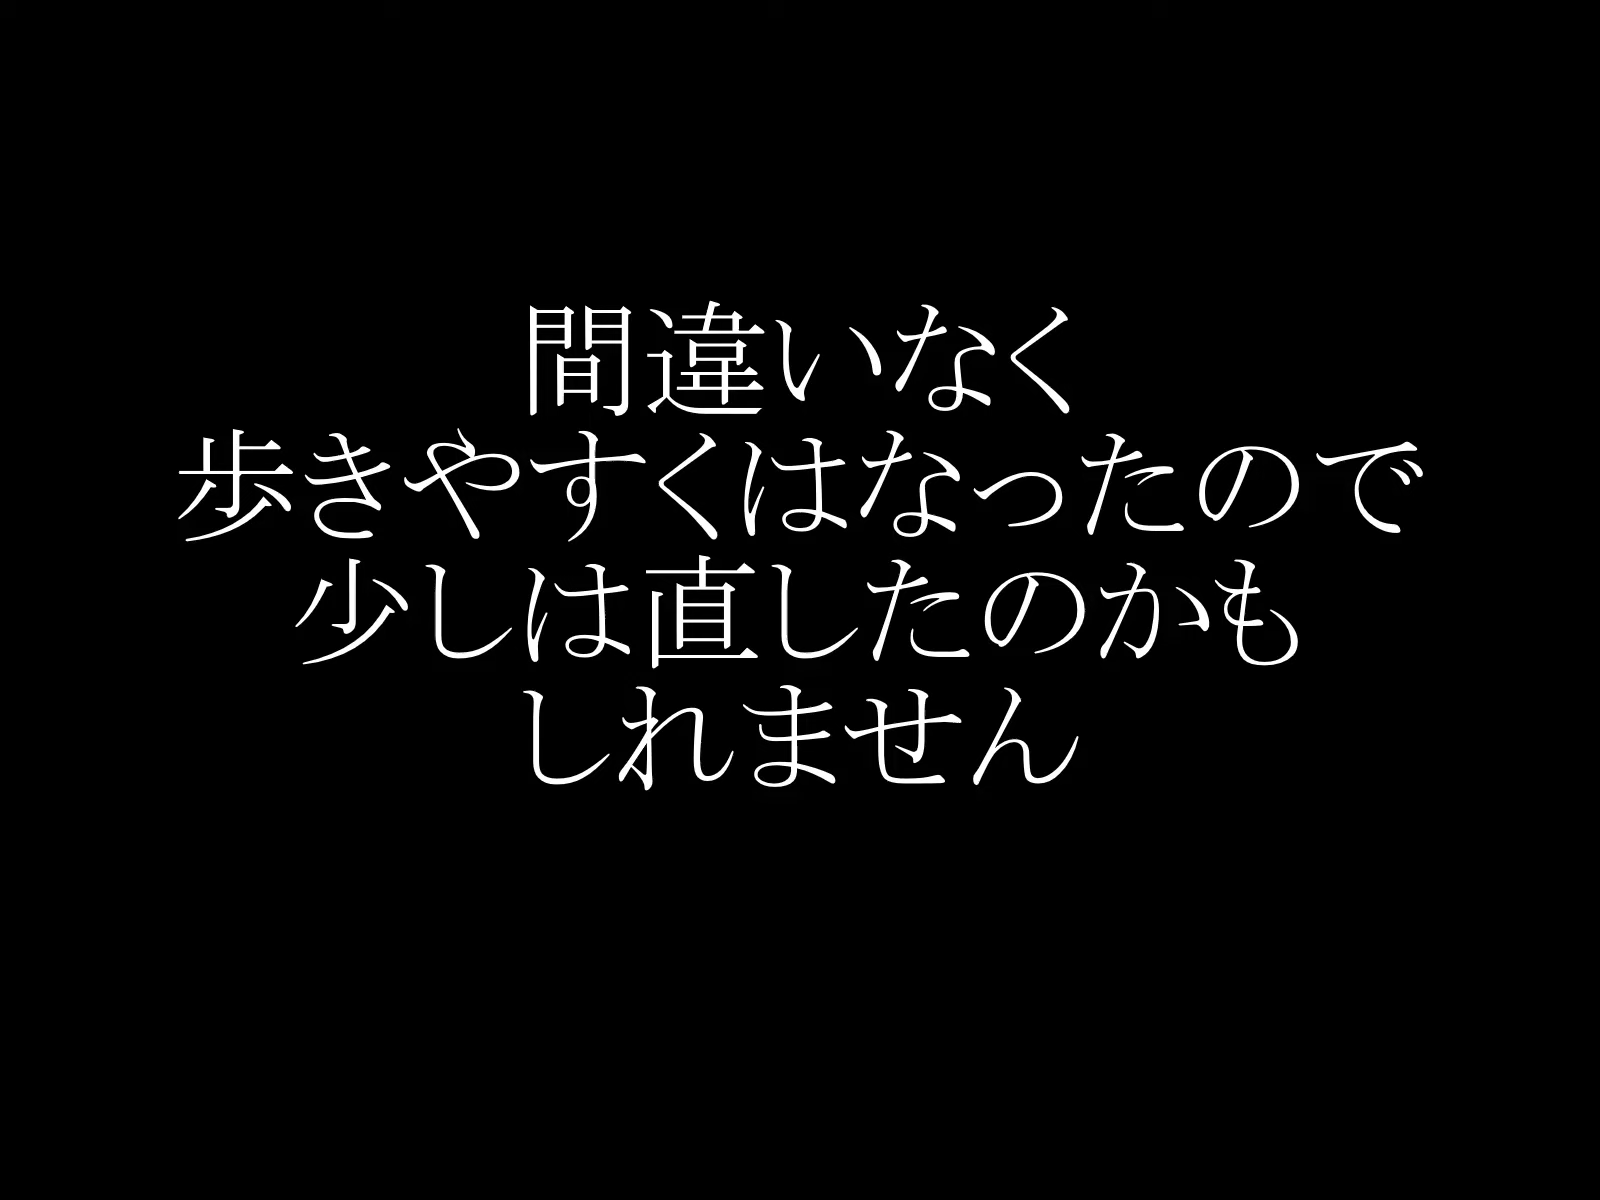 間違いなく
歩きやすくはなったので
少しは直したのかも
しれません